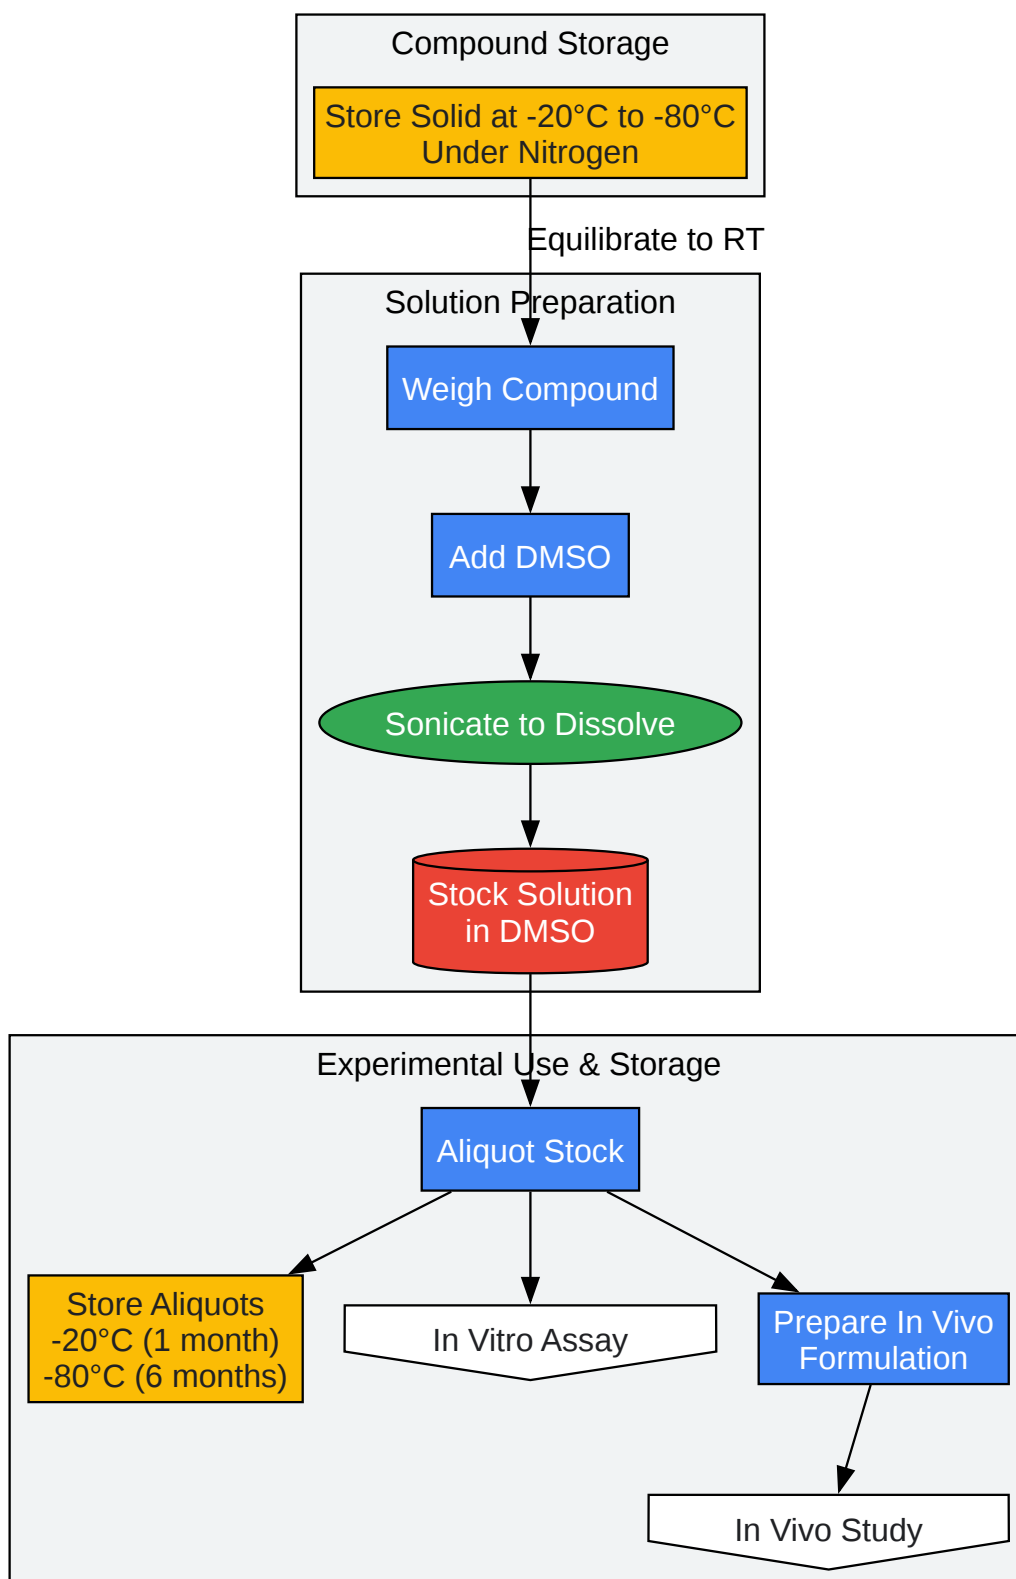 Compound Storage
Store Solid at -20°C to -80°C
Under Nitrogen
Equilibrate to RT
Solution Preparation
Weigh Compound
Add DMSO
Sonicate to Dissolve
Stock Solution
in DMSO
Experimental Use & Storage
Aliquot Stock
Store Aliquots
-20°C (1 month)
-80°C (6 months)
In Vitro Assay
Prepare In Vivo
Formulation
In Vivo Study